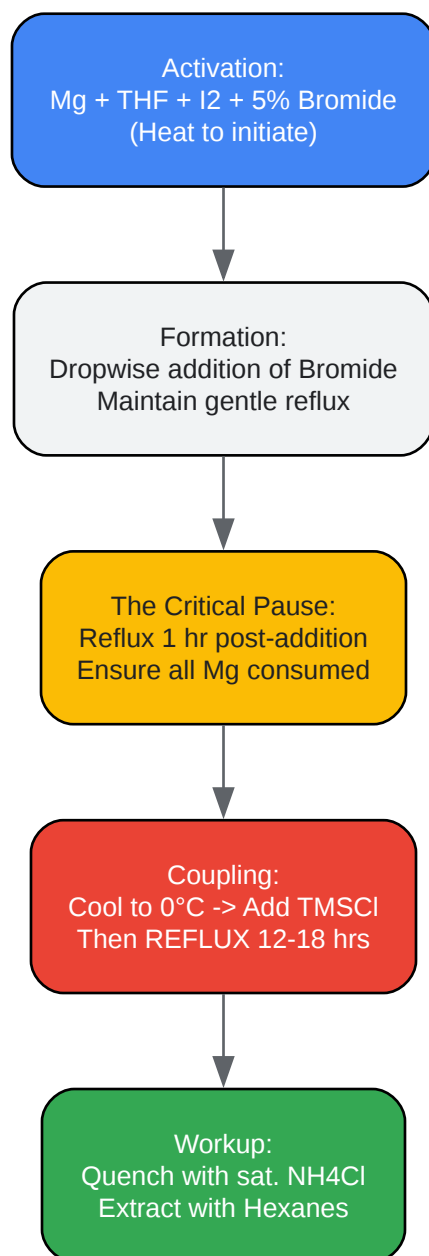 Activation:
Mg + THF + I2 + 5% Bromide
(Heat to initiate)
Formation:
Dropwise addition of Bromide
Maintain gentle reflux
The Critical Pause:
Reflux 1 hr post-addition
Ensure all Mg consumed
Coupling:
Cool to 0°C -> Add TMSCl
Then REFLUX 12-18 hrs
Workup:
Quench with sat. NH4Cl
Extract with Hexanes